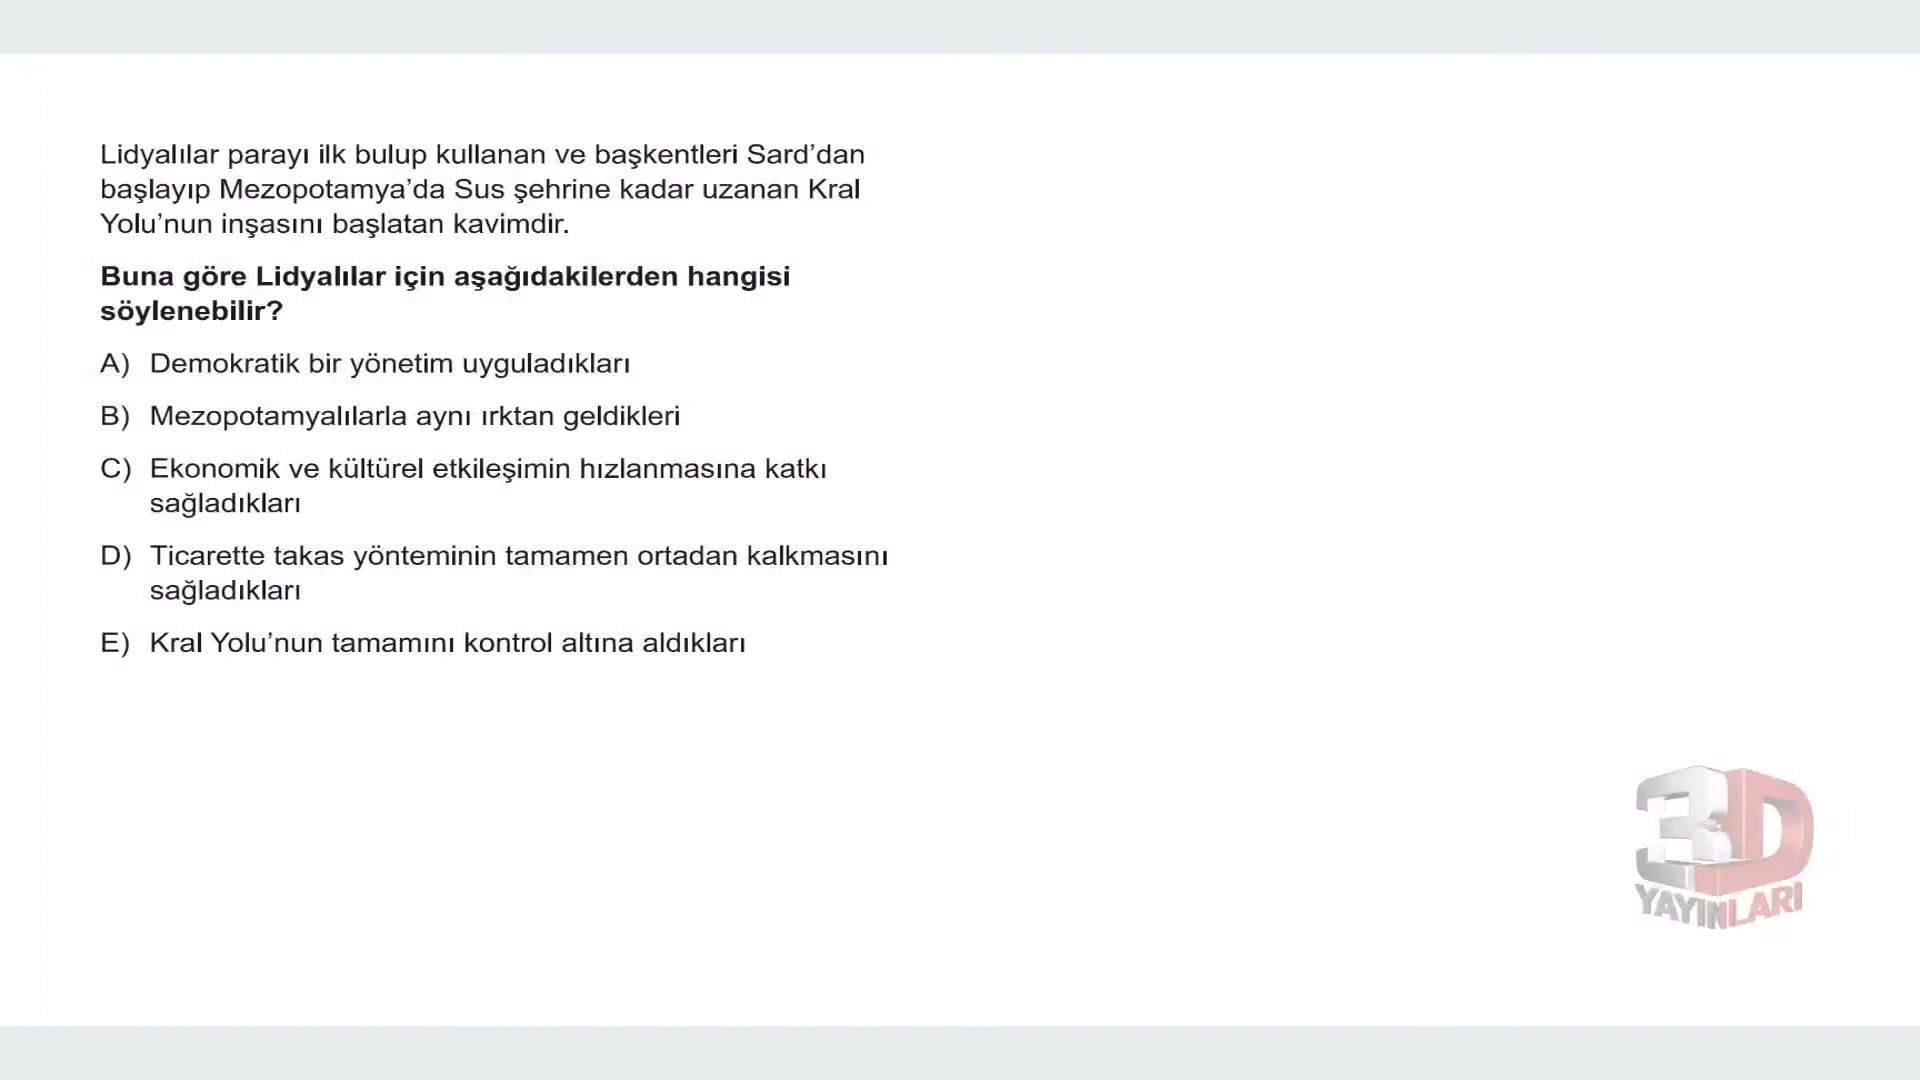 Lidyalılar parayı ilk bulup kullanan ve başkentleri Sard’dan
başlayıp Mezopotamya’da Sus şehrine kadar uzanan Kral
Yolu’nun inşasını başlatan kavimdir.
Buna göre Lidyalılar için aşağıdakilerden hangisi
söylenebilir?
A) Demokratik bir yönetim uyguladıkları
B) Mezopotamyalılarla aynı ırktan geldikleri
C) Ekonomik ve kültürel etkileşimin hızlanmasına katkı
sağladıkları
D) Ticarette takas yönteminin tamamen ortadan kalkmasını
sağladıkları
E) Kral Yolu’nun tamamını kontrol altına aldıkları
3D
YAYINLARI